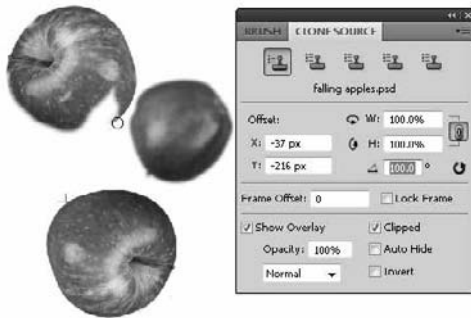 BRUSH CLONE SOURCE
falling apples.psd
Offset: W: 100.0%
X: -37 px H: 100.0%
Y: -216 px 100.0 °
Frame Offset: 0 Lock Frame
Show Overlay Clipped
Opacity: 100% Auto Hide
Normal Invert